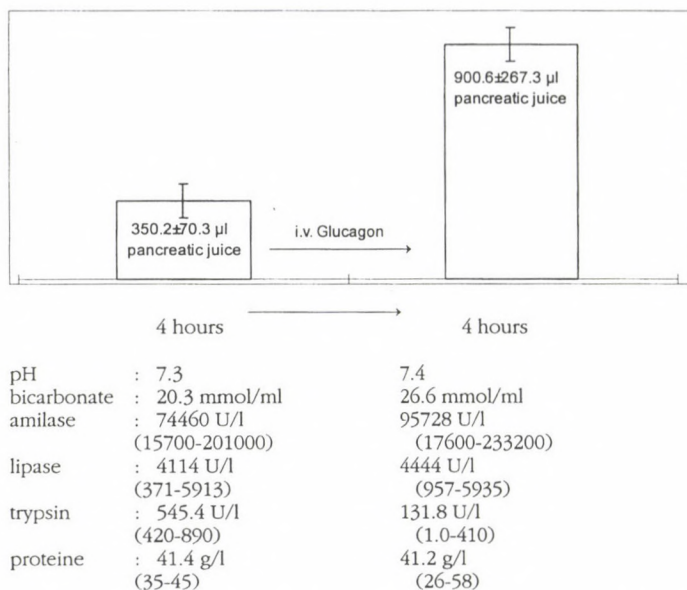 900.6±267.3 µl
pancreatic juice
350.2±70.3 µl
pancreatic juice
i.v. Glucagon
4 hours 4 hours
pH : 7.3 7.4
bicarbonate : 20.3 mmol/ml 26.6 mmol/ml
amilase : 74460 U/l 95728 U/l
(15700-201000) (17600-233200)
lipase : 4114 U/l 4444 U/l
(371-5913) (957-5935)
trypsin : 545.4 U/l 131.8 U/l
(420-890) (1.0-410)
proteine : 41.4 g/l 41.2 g/l
(35-45) (26-58)